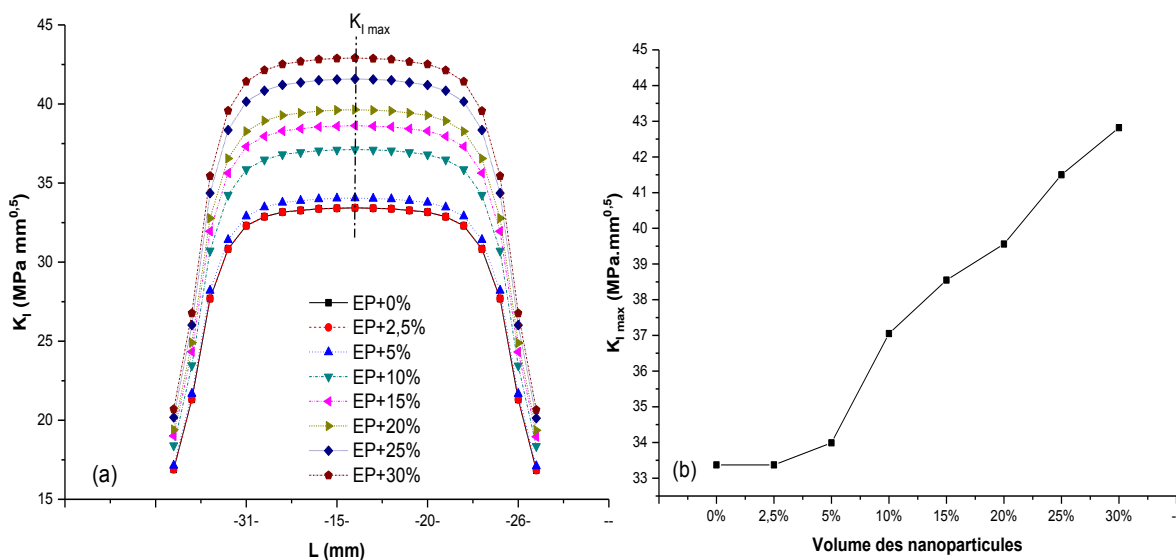 K_I max
45
40
35
30
25
20
15
K_I (MPa mm^0,5)
EP+0%
EP+2,5%
EP+5%
EP+10%
EP+15%
EP+20%
EP+25%
EP+30%
(a)
-31-
-15-
-20-
-26-
--
L (mm)
45
44
43
42
41
40
39
38
37
36
35
34
33
K_I max (MPa.mm^0,5)
(b)
0%
2,5%
5%
10%
15%
20%
25%
30%
--
Volume des nanoparticules